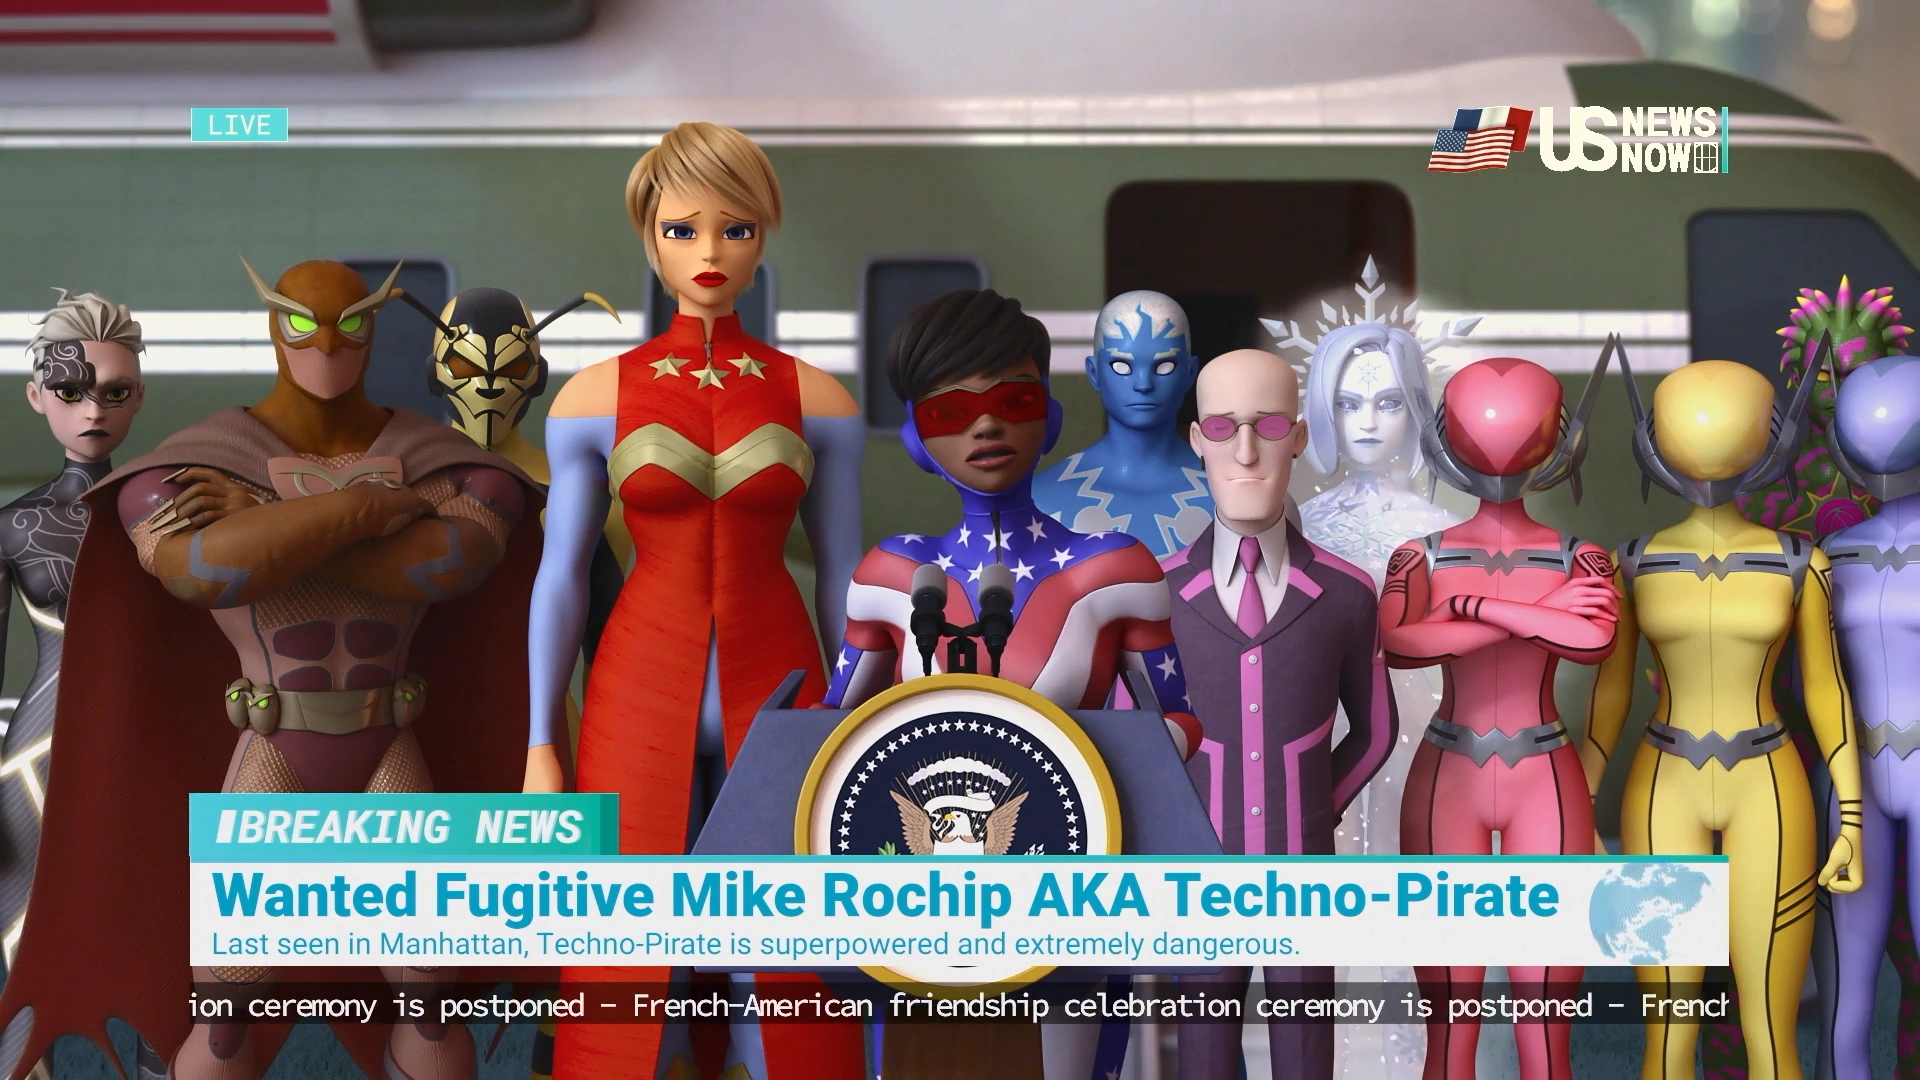 LIVE
US NEWS
NOW
BREAKING NEWS
Wanted Fugitive Mike Rochip AKA Techno-Pirate
Last seen in Manhattan, Techno-Pirate is superpowered and extremely dangerous.
ion ceremony is postponed - French-American friendship celebration ceremony is postponed - French